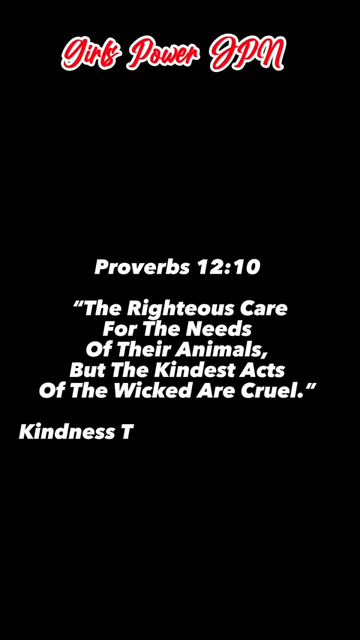 Girls Power JPN
Proverbs 12:10
“The Righteous Care
For The Needs
Of Their Animals,
But The Kindest Acts
Of The Wicked Are Cruel.”
Kindness T